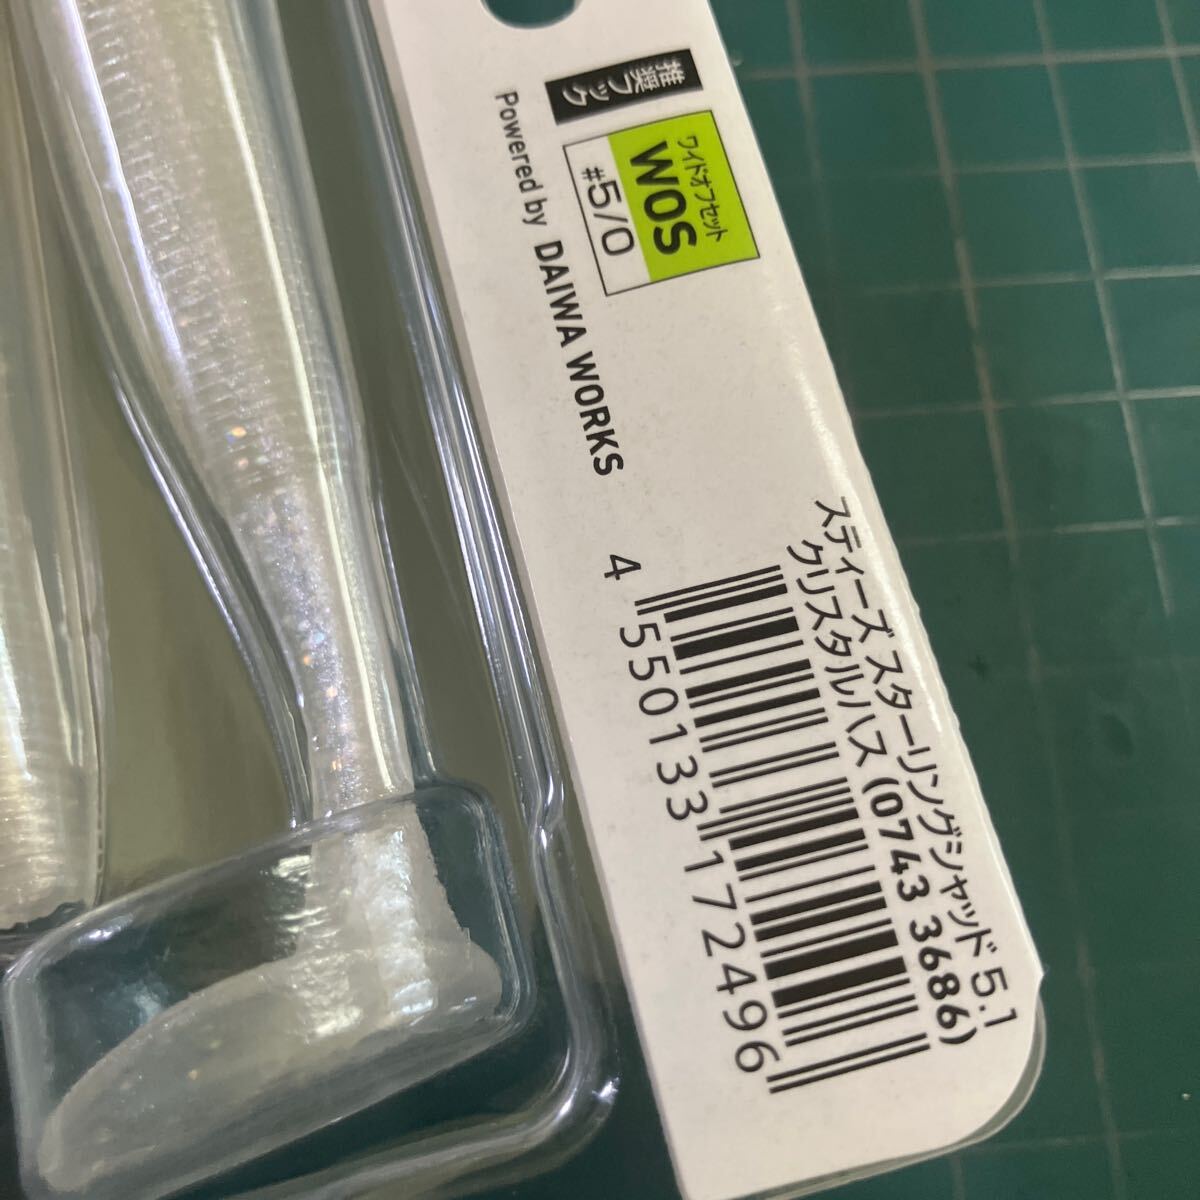 推奨フック
ワイドオフセット
WOS
#5/0
Powered by DAIWA WORKS
スティーズ スターリングシャッド 5.1
クリスタルハス (0743 3686)
4 550133 172496